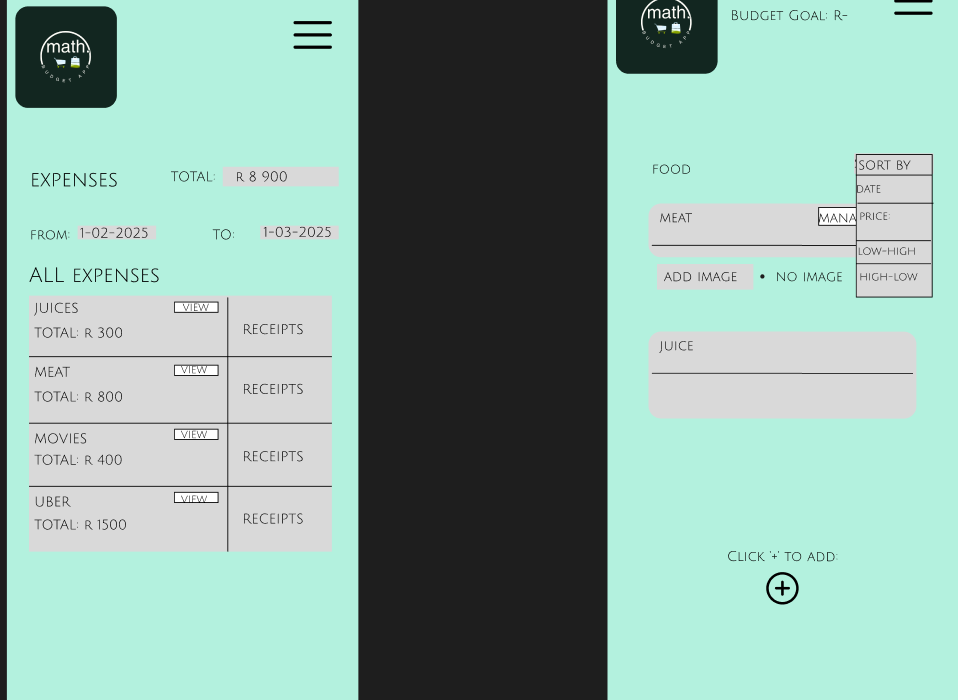 math.
BUDGET APP
EXPENSES
TOTAL: R 8 900
FROM: 1-02-2025 TO: 1-03-2025
ALL EXPENSES
JUICES VIEW
TOTAL: R 300
RECEIPTS
MEAT VIEW
TOTAL: R 800
RECEIPTS
MOVIES VIEW
TOTAL: R 400
RECEIPTS
UBER VIEW
TOTAL: R 1500
RECEIPTS
math.
BUDGET APP
BUDGET GOAL: R-
FOOD
SORT BY
DATE
PRICE:
LOW-HIGH
HIGH-LOW
MEAT MANA
ADD IMAGE • NO IMAGE
JUICE
CLICK '+' TO ADD: